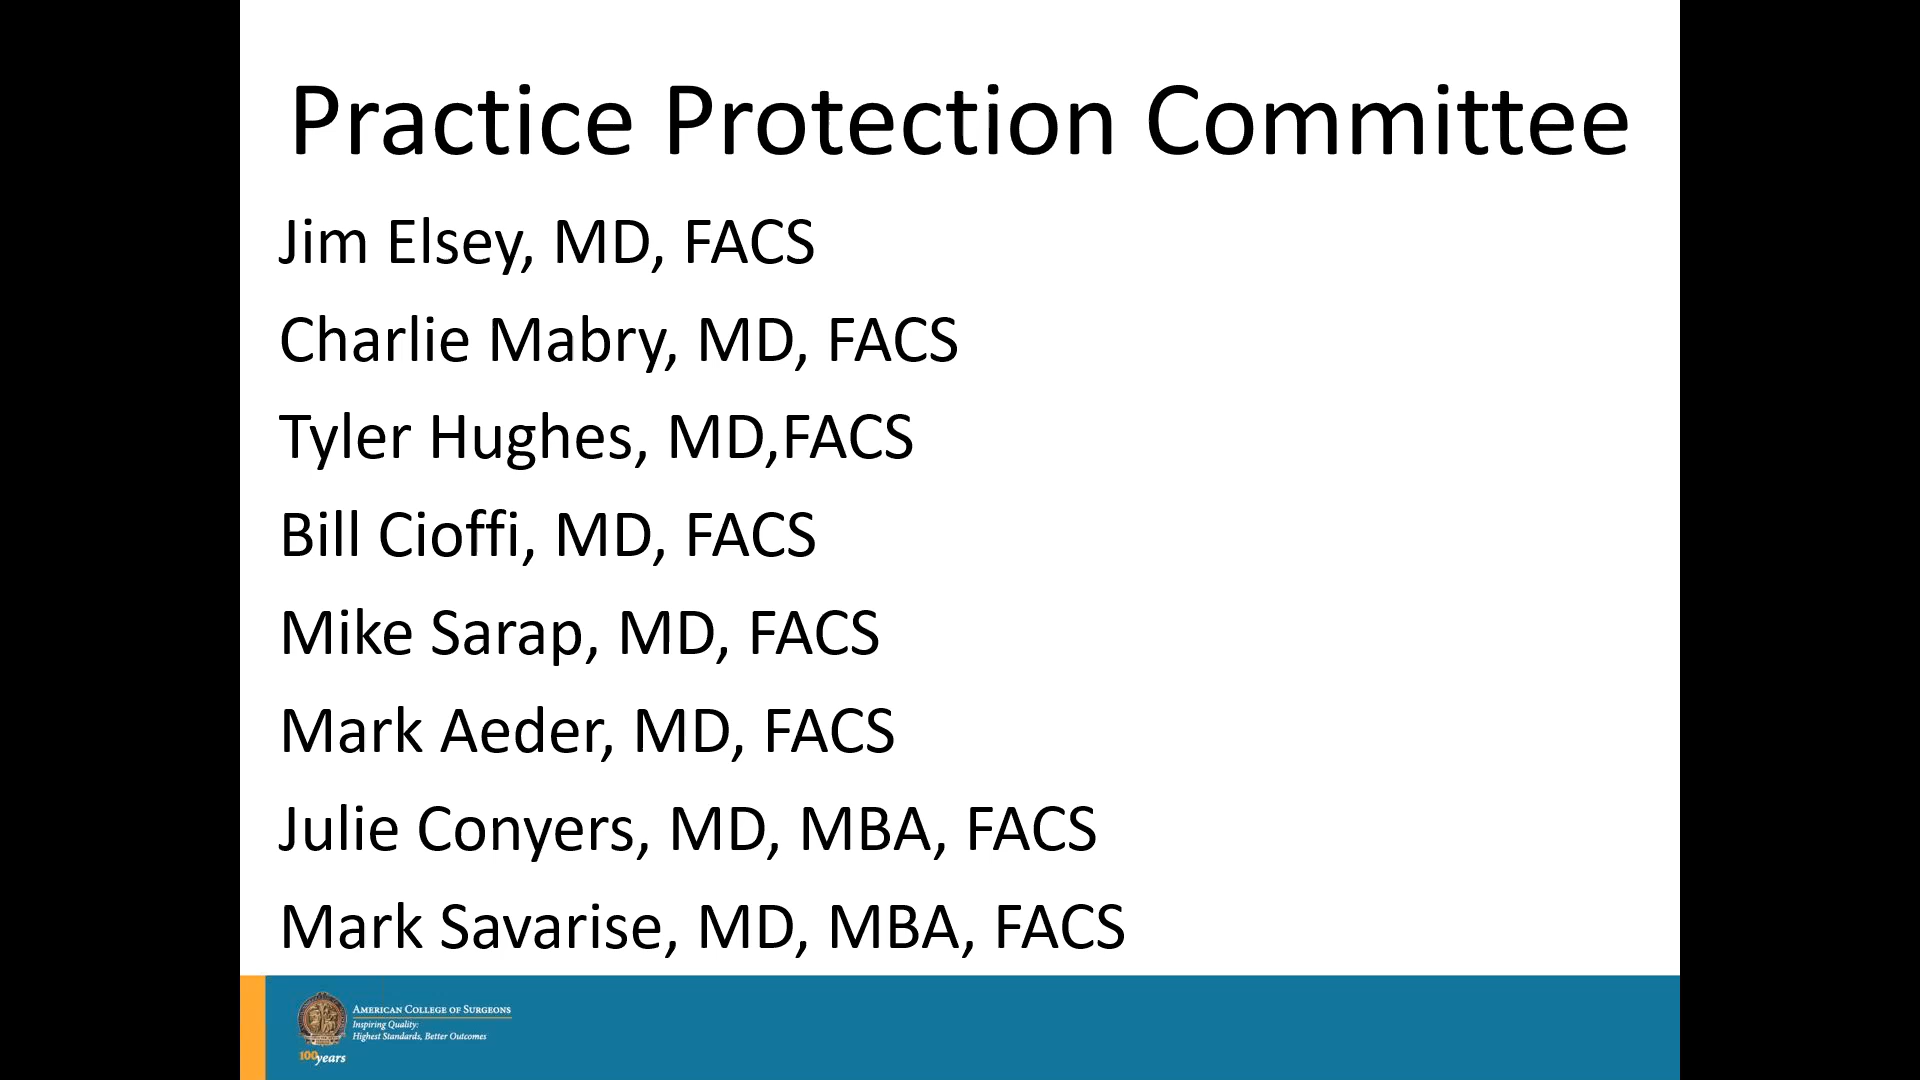 Practice Protection Committee
Jim Elsey, MD, FACS
Charlie Mabry, MD, FACS
Tyler Hughes, MD,FACS
Bill Cioffi, MD, FACS
Mike Sarap, MD, FACS
Mark Aeder, MD, FACS
Julie Conyers, MD, MBA, FACS
Mark Savarise, MD, MBA, FACS
American College of Surgeons
Inspiring Quality:
Highest Standards, Better Outcomes
100years